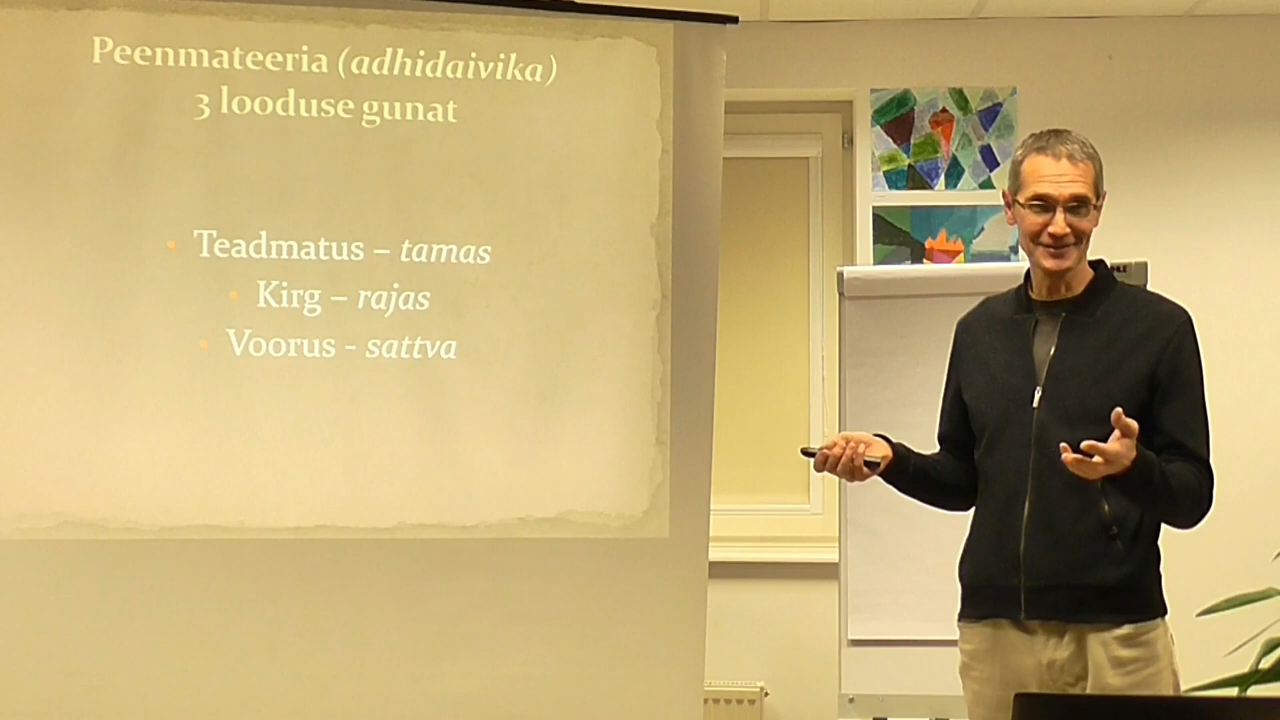 Peenmateeria (adhidaivika)
3 looduse gunat
• Teadmatus – tamas
• Kirg – rajas
• Voorus - sattva